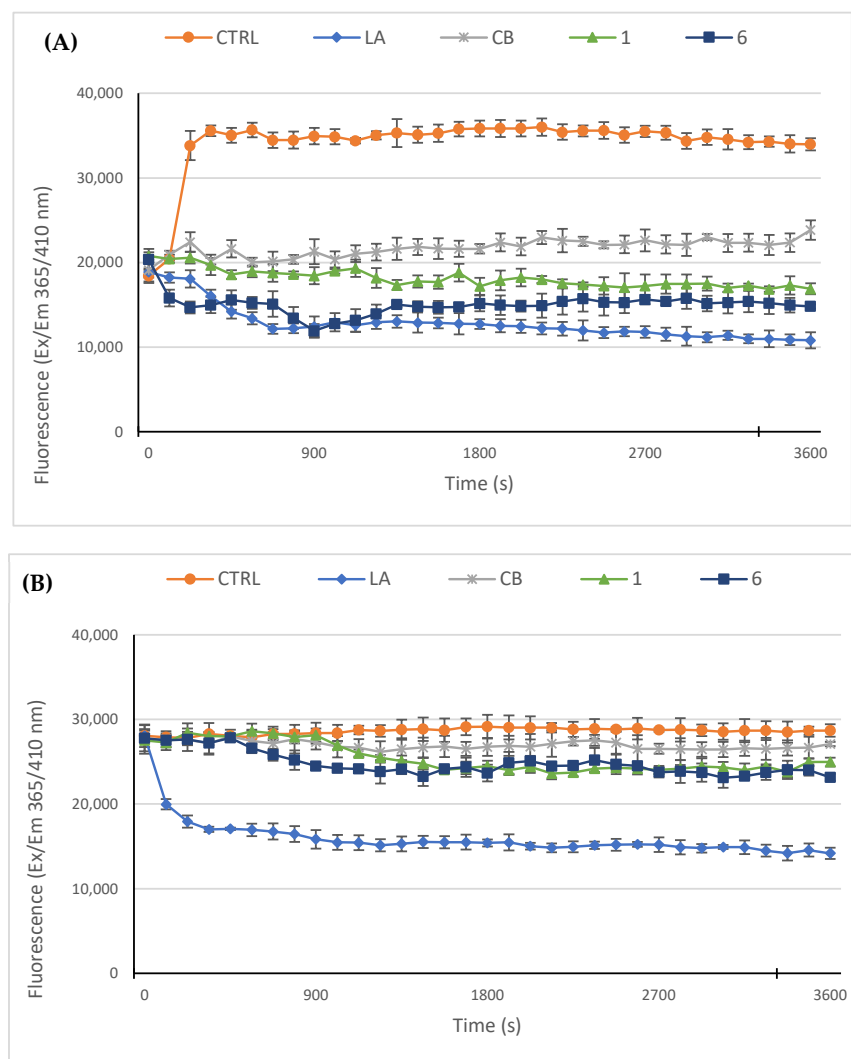 (A)
CTRL LA CB 1 6
40,000
30,000
20,000
10,000
0
0 900 1800 2700 3600
Fluorescence (Ex/Em 365/410 nm)
Time (s)
(B)
CTRL LA CB 1 6
40,000
30,000
20,000
10,000
0
0 900 1800 2700 3600
Fluorescence (Ex/Em 365/410 nm)
Time (s)